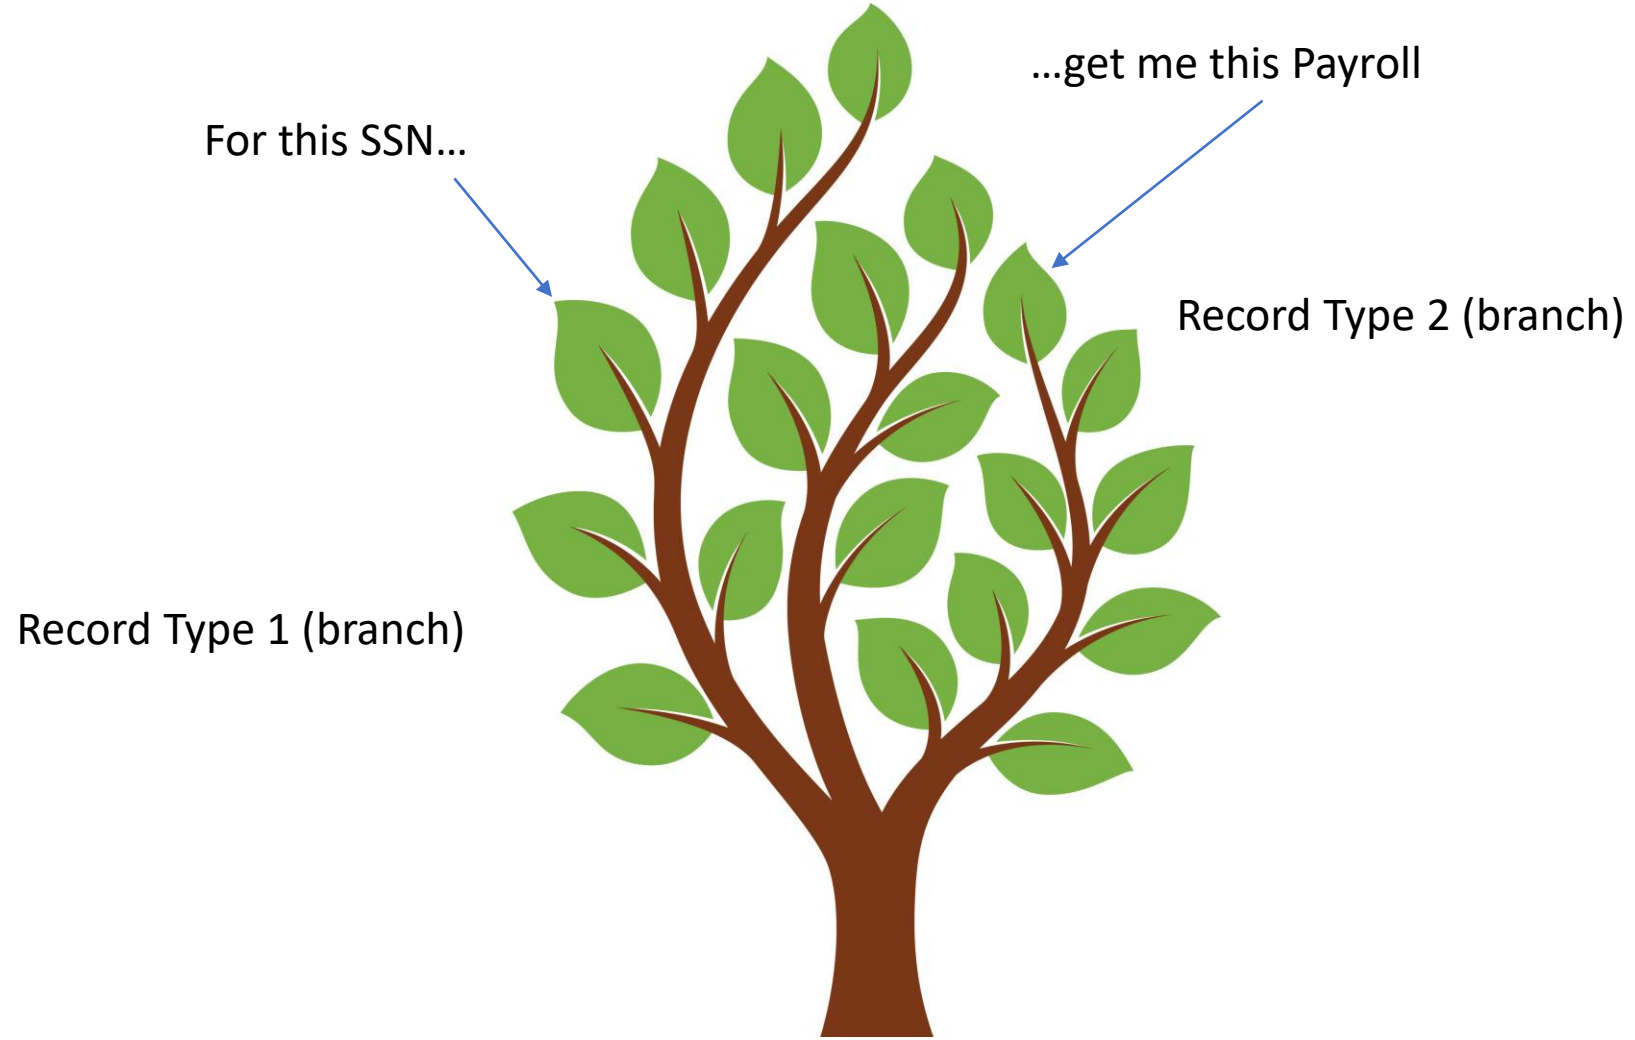 …get me this Payroll
For this SSN…
Record Type 2 (branch)
Record Type 1 (branch)